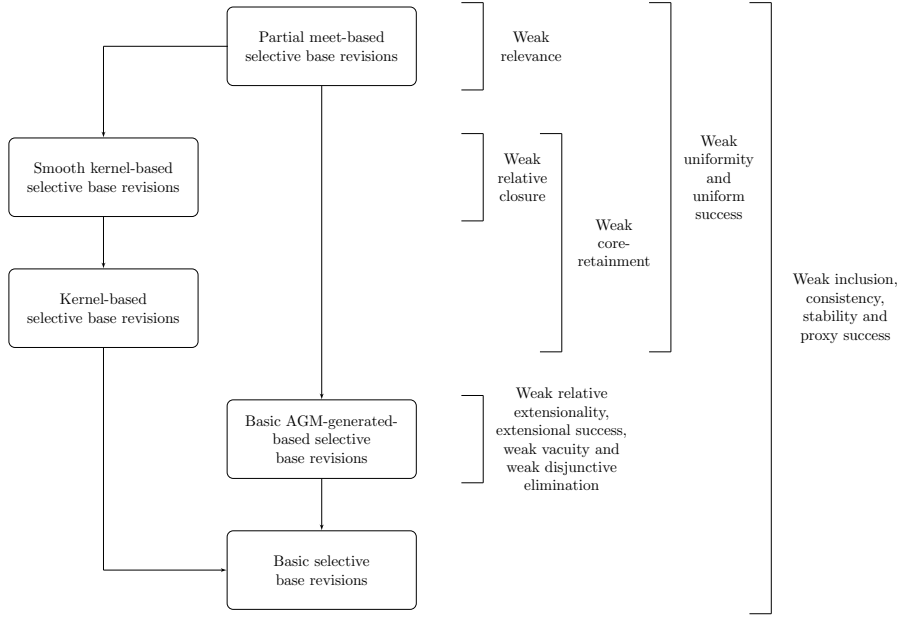 Partial meet-based
selective base revisions
Weak
relevance
Smooth kernel-based
selective base revisions
Weak
relative
closure
Weak
uniformity
and
uniform
success
Weak
core-
retainment
Kernel-based
selective base revisions
Weak inclusion,
consistency,
stability and
proxy success
Basic AGM-generated-
based selective
base revisions
Weak relative
extensionality,
extensional success,
weak vacuity and
weak disjunctive
elimination
Basic selective
base revisions